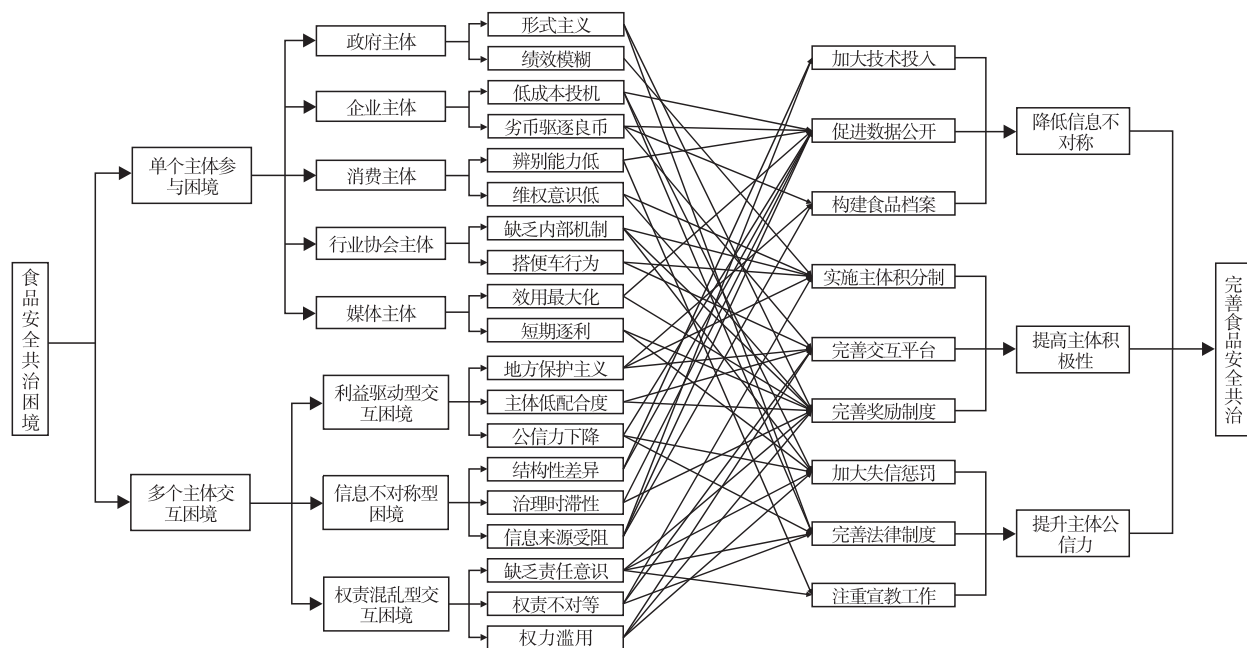 食品安全共治困境
单个主体参
与困境
多个主体交
互困境
政府主体
企业主体
消费主体
行业协会主体
媒体主体
利益驱动型交
互困境
信息不对称型
困境
权责混乱型交
互困境
形式主义
绩效模糊
低成本投机
劣币驱逐良币
辨别能力低
维权意识低
缺乏内部机制
搭便车行为
效用最大化
短期逐利
地方保护主义
主体低配合度
公信力下降
结构性差异
治理时滞性
信息来源受阻
缺乏责任意识
权责不对等
权力滥用
加大技术投入
促进数据公开
构建食品档案
实施主体积分制
完善交互平台
完善奖励制度
加大失信惩罚
完善法律制度
注重宣教工作
降低信息不
对称
提高主体积
极性
提升主体公
信力
完善食品安全共治